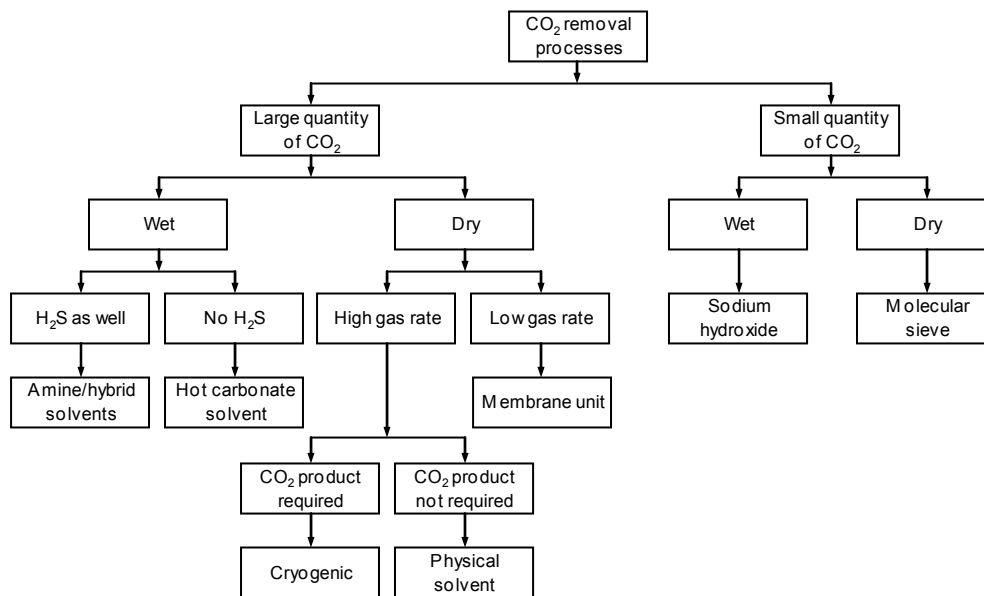 CO₂ removal
processes
Large quantity
of CO₂
Small quantity
of CO₂
Wet
Dry
Wet
Dry
H₂S as well
No H₂S
High gas rate
Low gas rate
Sodium
hydroxide
Molecular
sieve
Amine/hybrid
solvents
Hot carbonate
solvent
Membrane unit
CO₂ product
required
CO₂ product
not required
Cryogenic
Physical
solvent